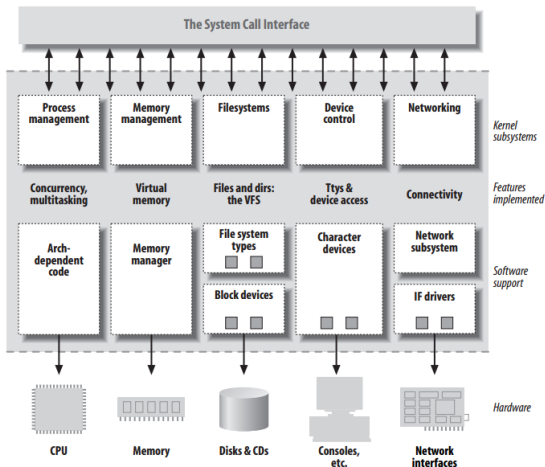 The System Call Interface
Process
management
Memory
management
Filesystems
Device
control
Networking
Kernel
subsystems
Concurrency,
multitasking
Virtual
memory
Files and dirs:
the VFS
Ttys &
device access
Connectivity
Features
implemented
Arch-
dependent
code
Memory
manager
File system
types
Block devices
Character
devices
Network
subsystem
IF drivers
Software
support
Hardware
CPU
Memory
Disks & CDs
Consoles,
etc.
Network
interfaces